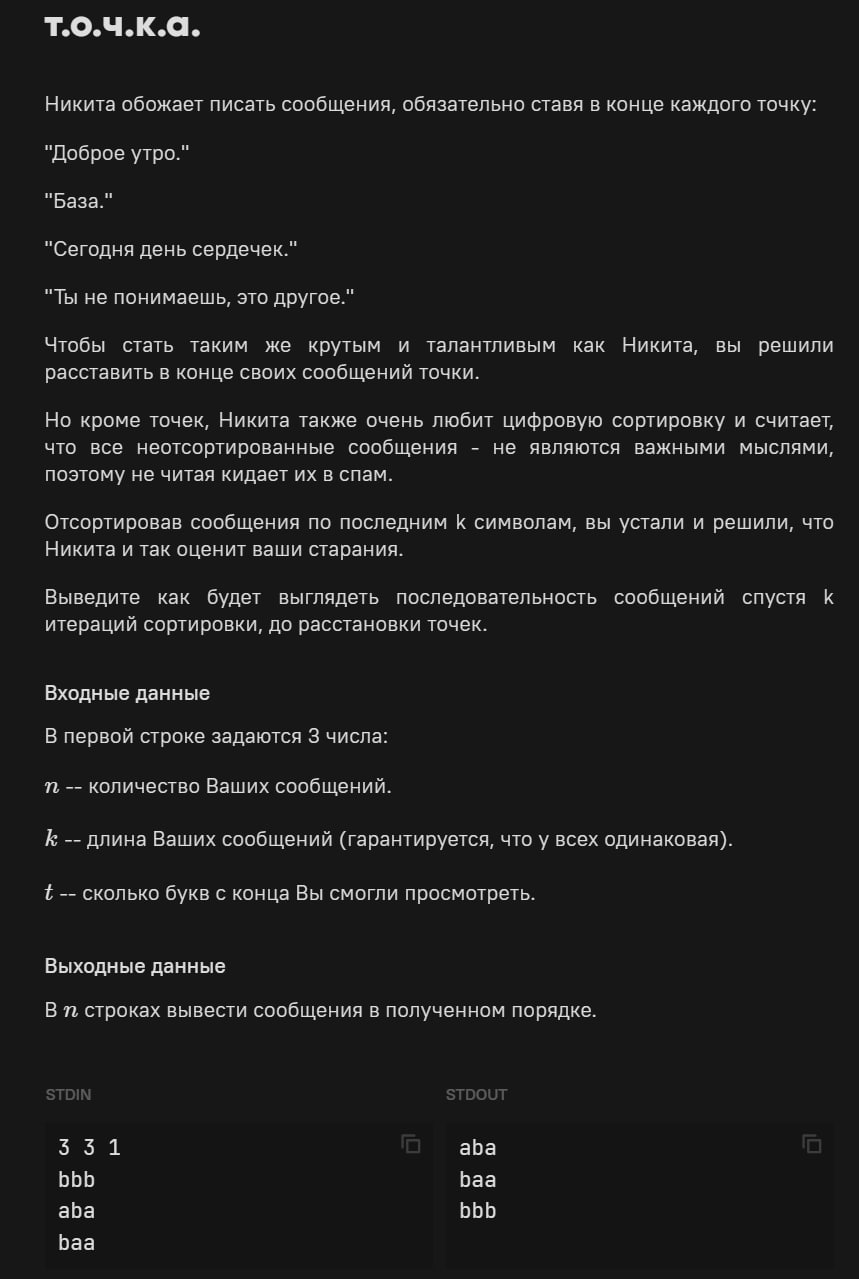 т.о.ч.к.а.
Никита обожает писать сообщения, обязательно ставя в конце каждого точку:
"Доброе утро."
"База."
"Сегодня день сердечек."
"Ты не понимаешь, это другое."
Чтобы стать таким же крутым и талантливым как Никита, вы решили
расставить в конце своих сообщений точки.
Но кроме точек, Никита также очень любит цифровую сортировку и считает,
что все неотсортированные сообщения - не являются важными мыслями,
поэтому не читая кидает их в спам.
Отсортировав сообщения по последним k символам, вы устали и решили, что
Никита и так оценит ваши старания.
Выведите как будет выглядеть последовательность сообщений спустя k
итераций сортировки, до расстановки точек.
Входные данные
В первой строке задаются 3 числа:
n -- количество Ваших сообщений.
k -- длина Ваших сообщений (гарантируется, что у всех одинаковая).
t -- сколько букв с конца Вы смогли просмотреть.
Выходные данные
В n строках вывести сообщения в полученном порядке.
STDIN
3 3 1
bbb
aba
baa
STDOUT
aba
baa
bbb